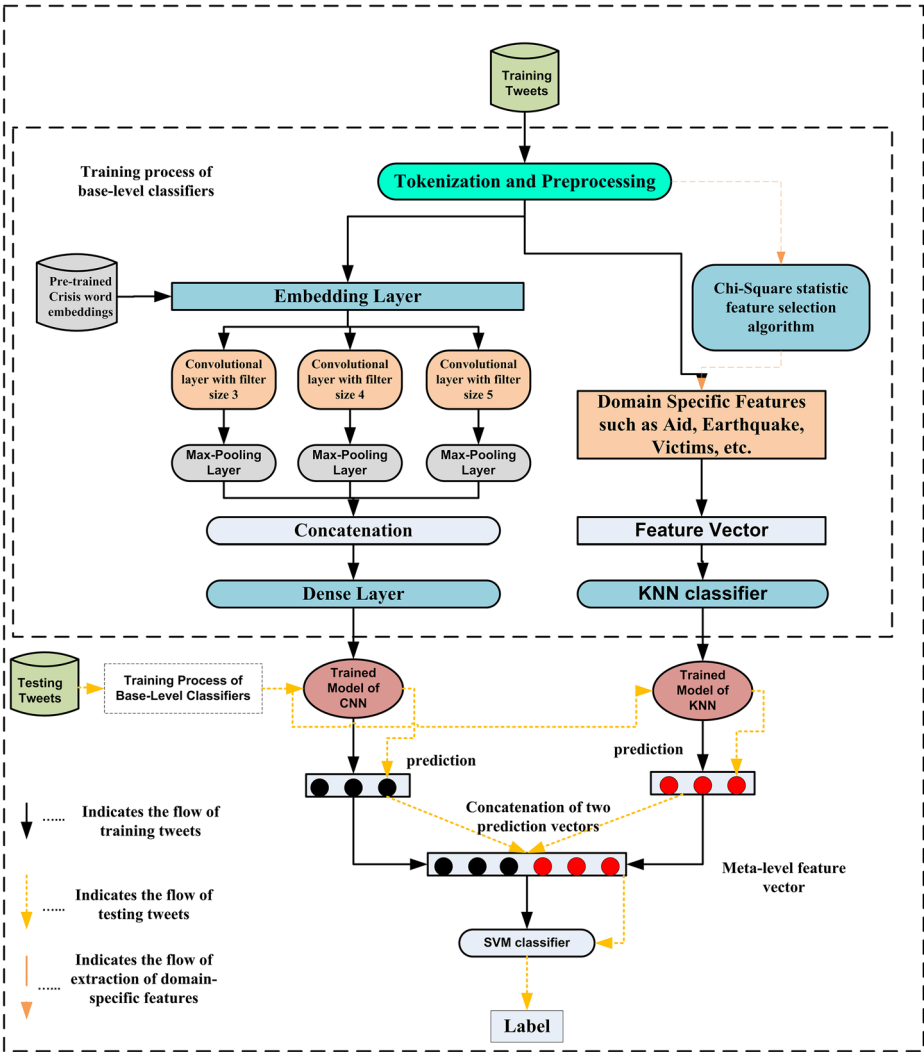 Training
Tweets
Training process of
base-level classifiers
Tokenization and Preprocessing
Pre-trained
Crisis word
embeddings
Embedding Layer
Chi-Square statistic
feature selection
algorithm
Convolutional
layer with filter
size 3
Convolutional
layer with filter
size 4
Convolutional
layer with filter
size 5
Domain Specific Features
such as Aid, Earthquake,
Victims, etc.
Max-Pooling
Layer
Max-Pooling
Layer
Max-Pooling
Layer
Concatenation
Feature Vector
Dense Layer
KNN classifier
Testing
Tweets
Training Process of
Base-Level Classifiers
Trained
Model of
CNN
Trained
Model of
KNN
prediction
prediction
Concatenation of two
prediction vectors
...... Indicates the flow of
training tweets
Meta-level feature
vector
...... Indicates the flow of
testing tweets
SVM classifier
...... Indicates the flow of
extraction of domain-
specific features
Label